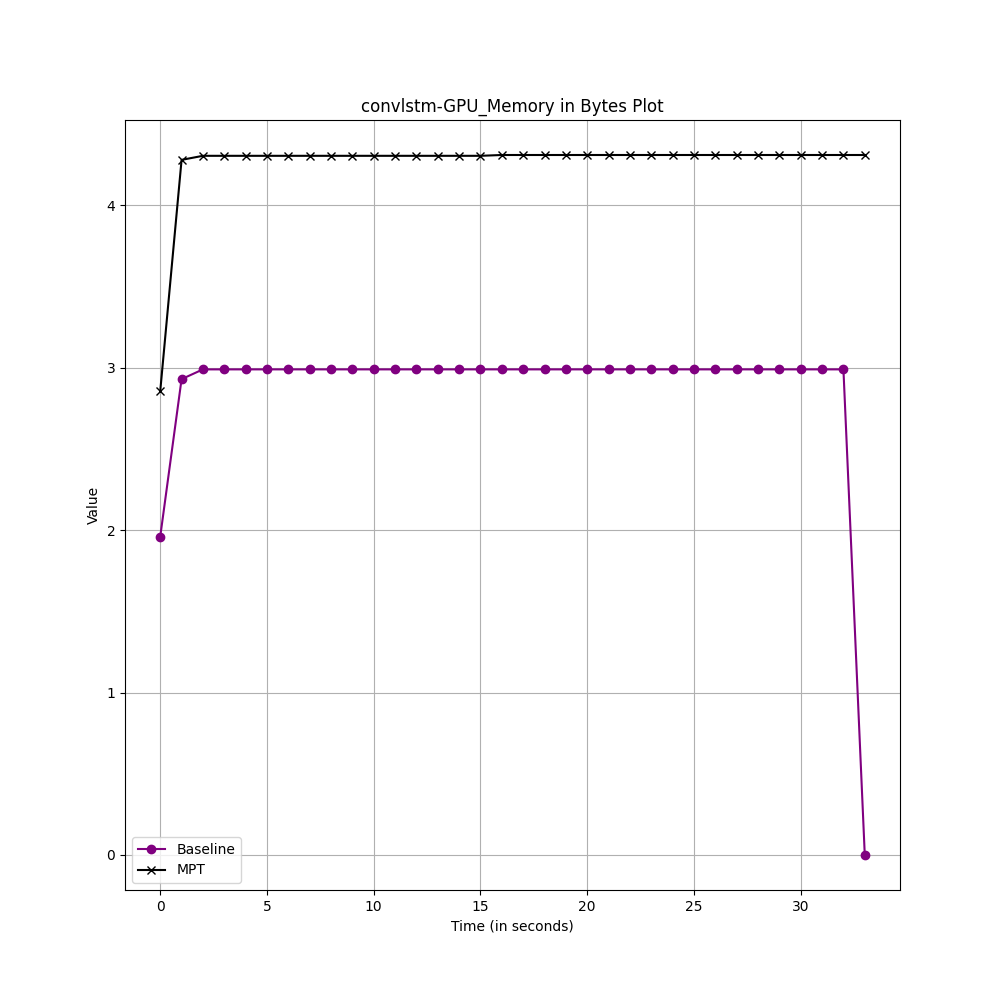 convlstm-GPU_Memory in Bytes Plot
4
3
2
1
0
Value
Baseline
MPT
0 5 10 15 20 25 30
Time (in seconds)